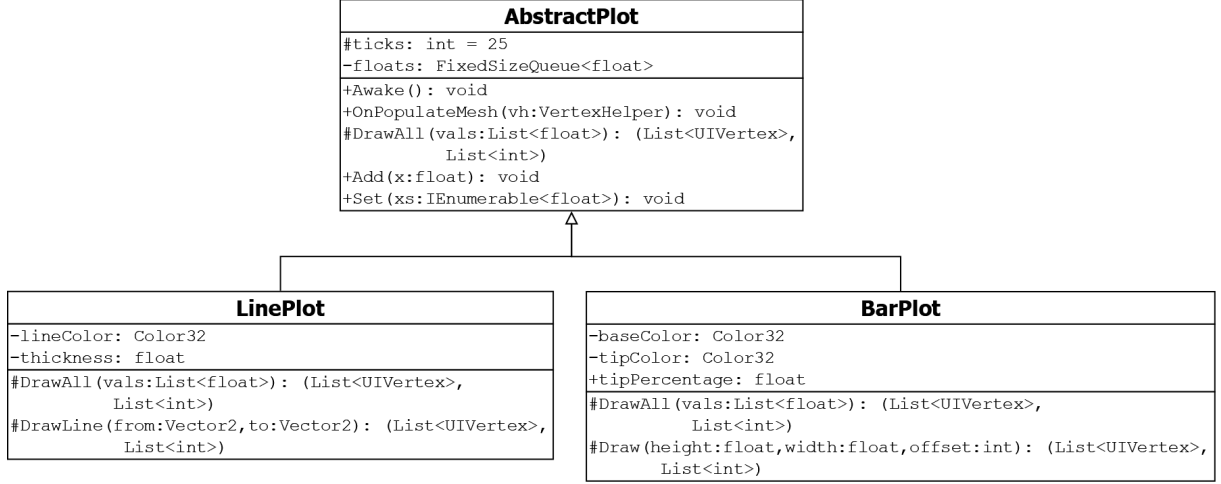 AbstractPlot
#ticks: int = 25
-floats: FixedSizeQueue<float>
+Awake(): void
+OnPopulateMesh(vh:VertexHelper): void
#DrawAll(vals:List<float>): (List<UIVertex>,
List<int>)
+Add(x:float): void
+Set(xs:IEnumerable<float>): void
LinePlot
-lineColor: Color32
-thickness: float
#DrawAll(vals:List<float>): (List<UIVertex>,
List<int>)
#DrawLine(from:Vector2,to:Vector2): (List<UIVertex>,
List<int>)
BarPlot
-baseColor: Color32
-tipColor: Color32
+tipPercentage: float
#DrawAll(vals:List<float>): (List<UIVertex>,
List<int>)
#Draw(height:float,width:float,offset:int): (List<UIVertex>,
List<int>)